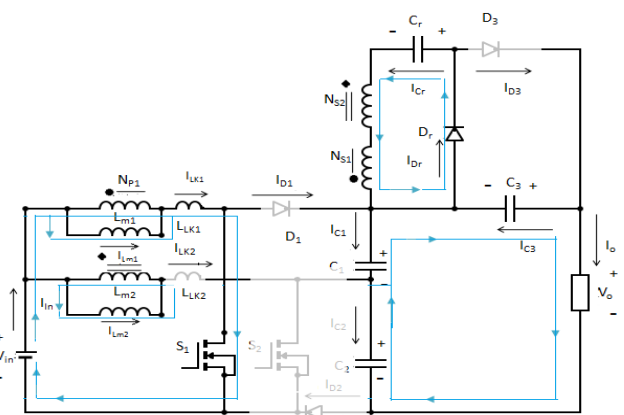 - Cr +
D3
ICr
ID3
NS2
Dr
NS1
IDr
NP1
ILK1
ID1
- C3 +
Lm1
LLK1
D1
IC1
IC3
Io
ILm1
ILK2
+
C1
-
+
Iin
Lm2
LLK2
Vo
-
ILm2
IC2
+
Vin
-
S1
S2
+
C2
-
ID2